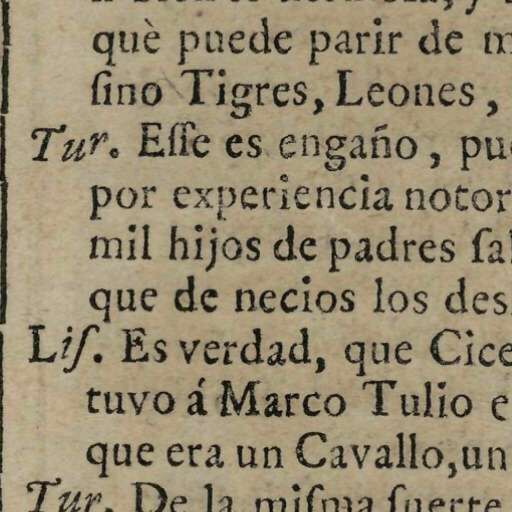 què puede parir de
ſino Tigres, Leones,
Tur. Eſſe es engaño, pu
por experiencia notor
mil hijos de padres ſa
que de necios los des
Liſ. Es verdad, que Cice
tuvo á Marco Tulio e
que era un Cavallo, un
Tur. De la miſma ſuerte